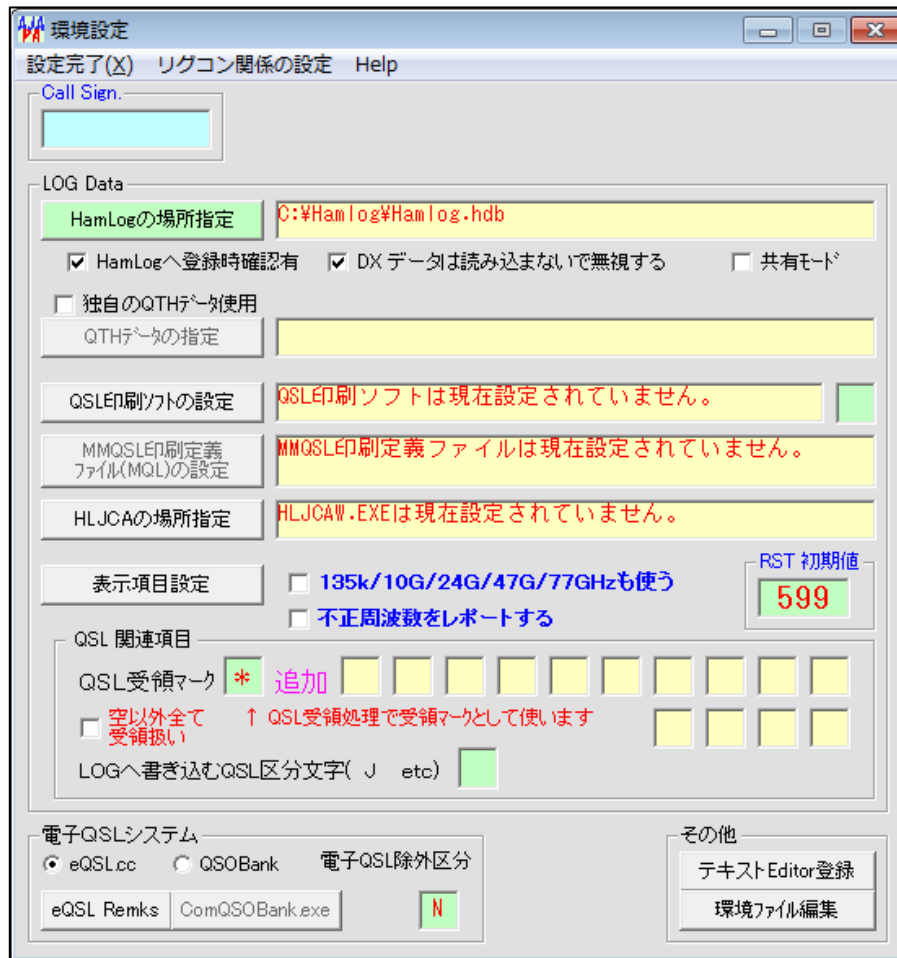 環境設定
設定完了(X) リグコン関係の設定 Help
Call Sign.
LOG Data
HamLogの場所指定 C:¥Hamlog¥Hamlog.hdb
HamLogへ登録時確認有 DX データは読み込まないで無視する 共有モード
独自のQTHデータ使用
QTHデータの指定
QSL印刷ソフトの設定 QSL印刷ソフトは現在設定されていません。
MMQSL印刷定義
ファイル(MQL)の設定
MMQSL印刷定義ファイルは現在設定されていません。
HLJCAの場所指定 HLJCAW.EXEは現在設定されていません。
表示項目設定 135k/10G/24G/47G/77GHzも使う
不正周波数をレポートする
RST 初期値
599
QSL 関連項目
QSL受領マーク * 追加
空以外全て
受領扱い
↑ QSL受領処理で受領マークとして使います
LOGへ書き込むQSL区分文字( J etc)
電子QSLシステム
eQSL.cc QSOBank 電子QSL除外区分
eQSL Remks ComQSOBank.exe N
その他
テキストEditor登録
環境ファイル編集